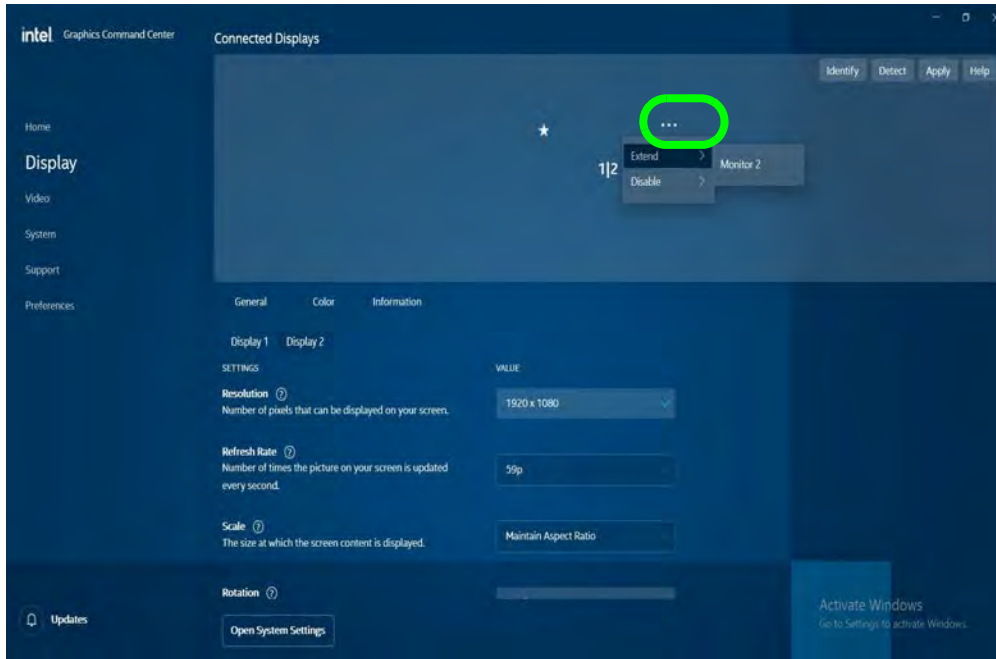 intel. Graphics Command Center
Connected Displays
Identify Detect Apply Help
Home
Display
Video
System
Support
Preferences
...
1|2
Extend
Monitor 2
Disable
General Color Information
Display 1 Display 2
SETTINGS VALUE
Resolution ?
Number of pixels that can be displayed on your screen.
1920 x 1080
Refresh Rate ?
Number of times the picture on your screen is updated
every second.
59p
Scale ?
The size at which the screen content is displayed.
Maintain Aspect Ratio
Rotation ?
Open System Settings
Updates
Activate Windows
Go to Settings to activate Windows.